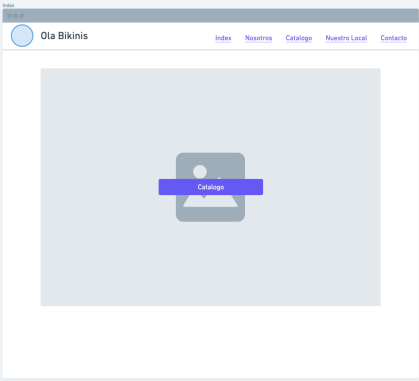 Index
Ola Bikinis
Index Nosotros Catalogo Nuestro Local Contacto
Catalogo